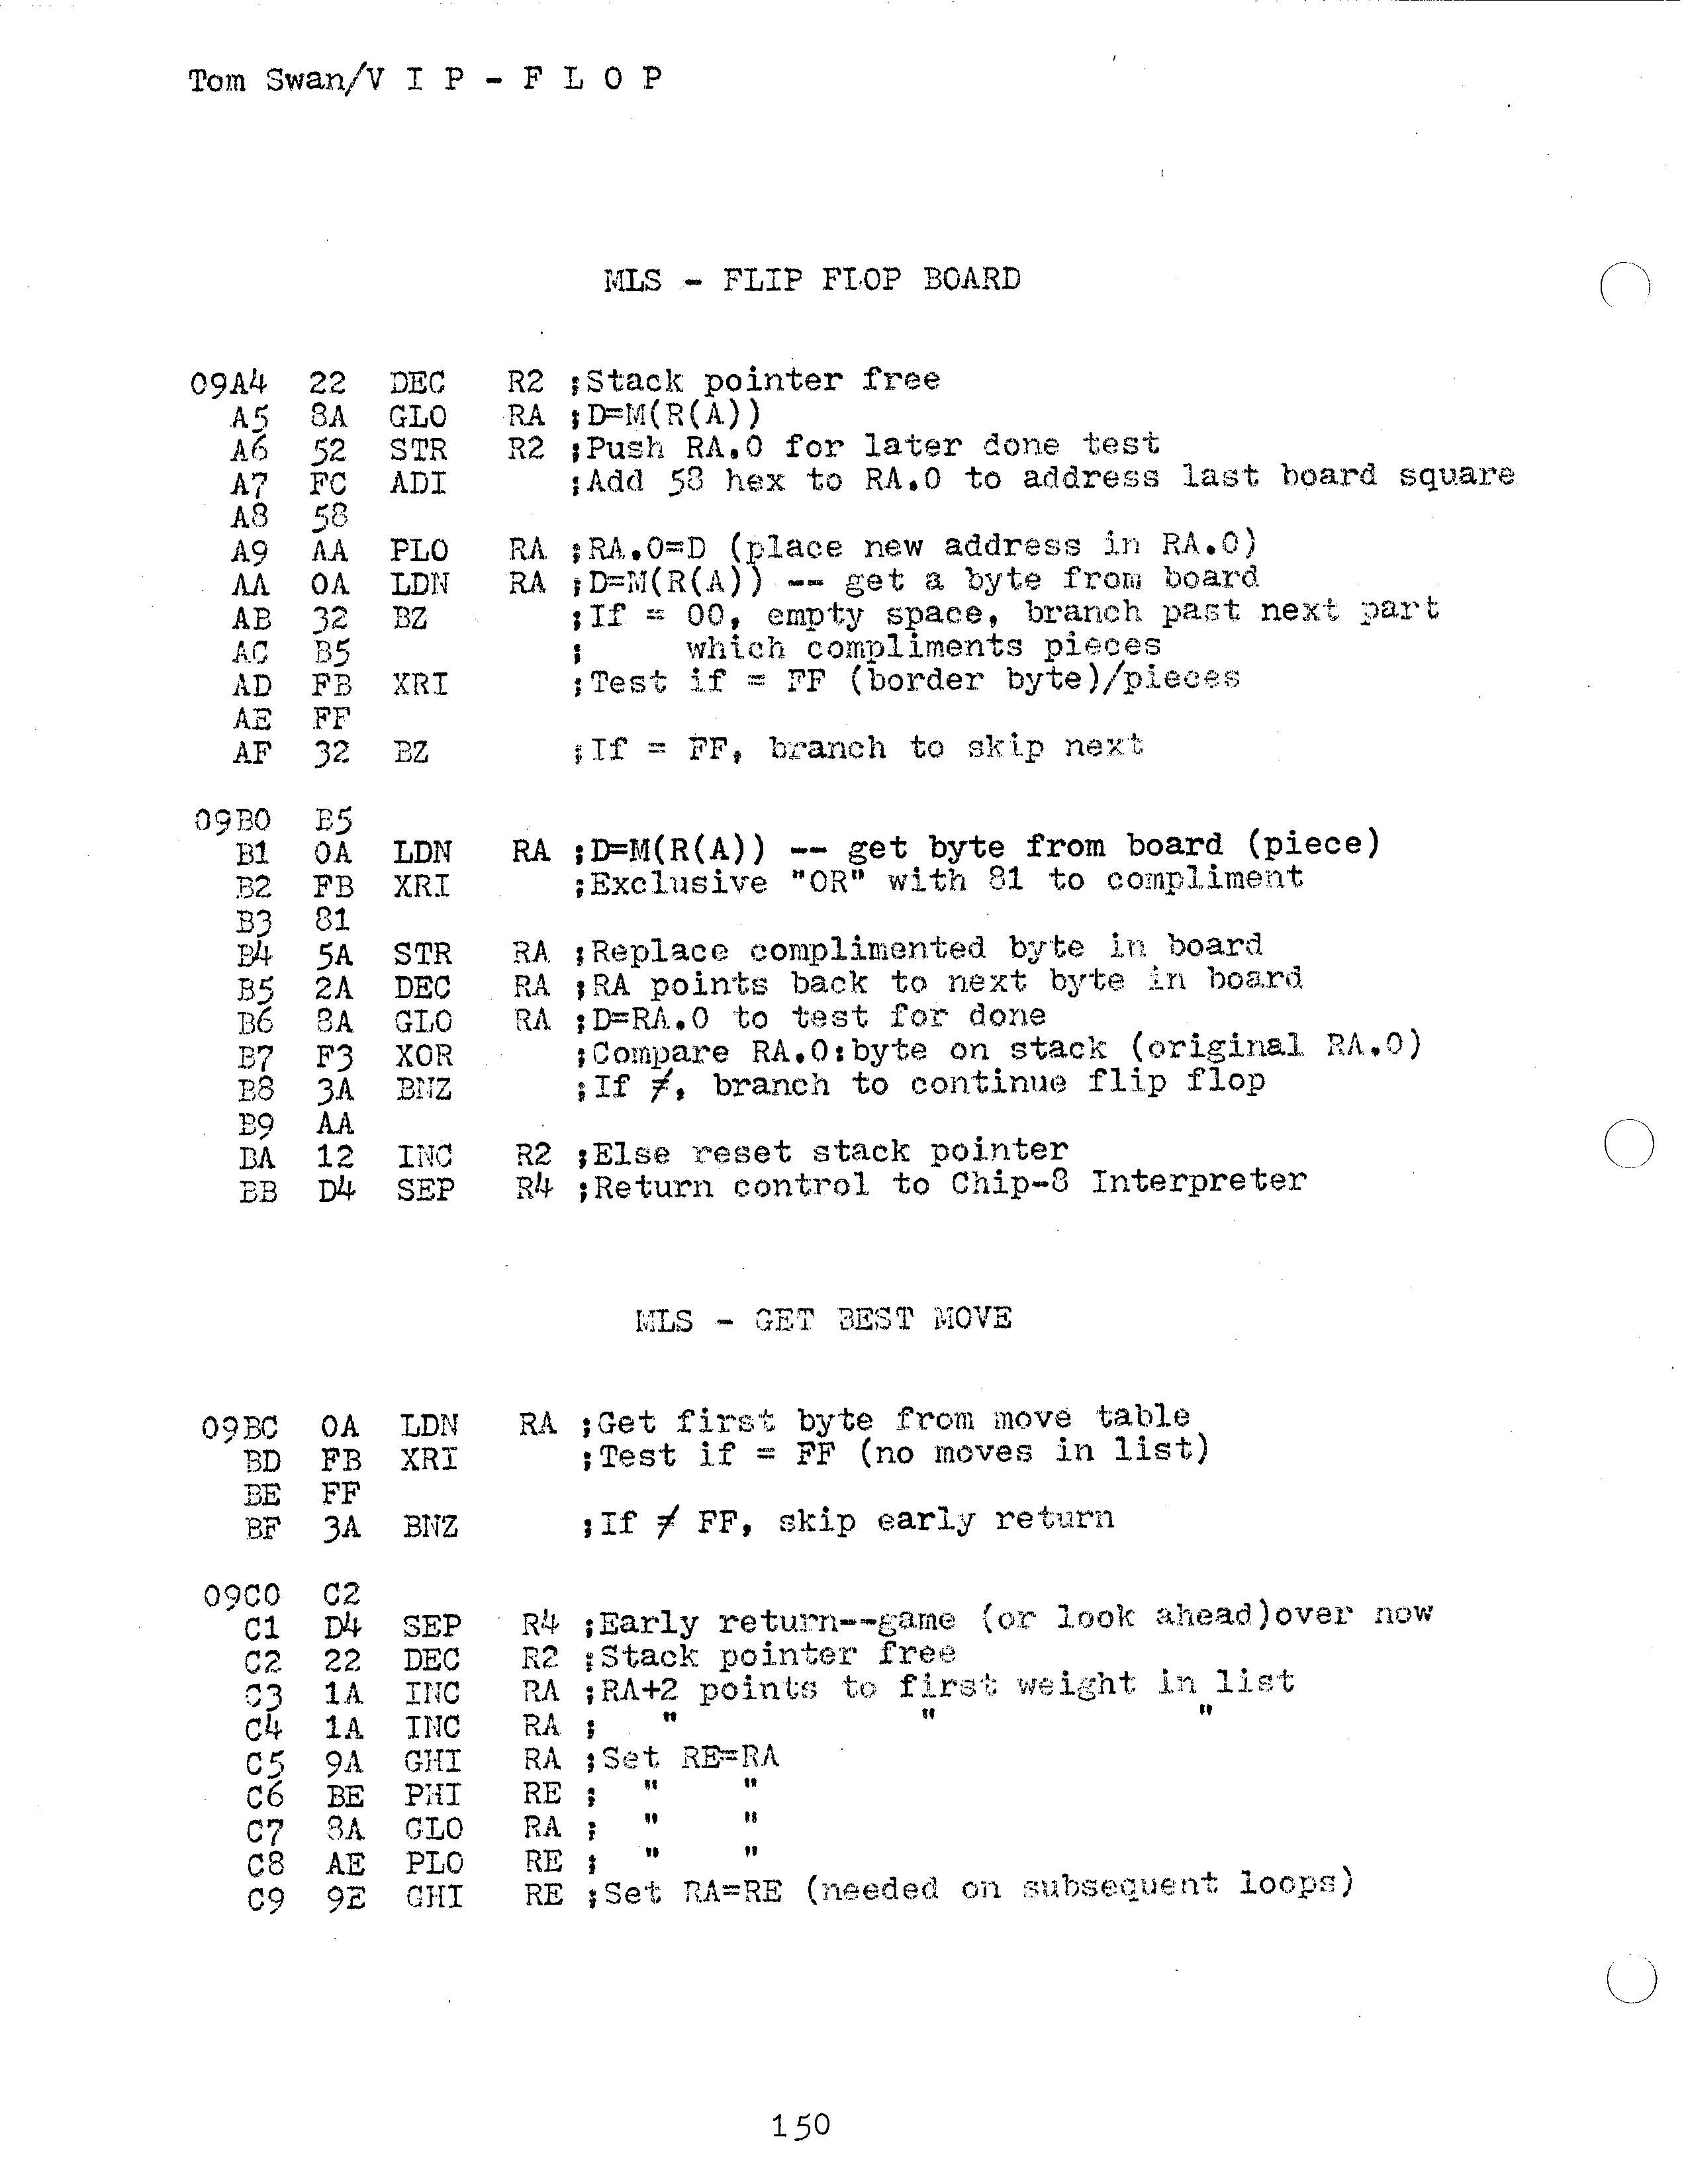 Tom Swan/V I P - F L O P
MLS - FLIP FLOP BOARD
09A4 22 DEC R2 ;Stack pointer free
A5 8A GLO RA ;D=M(R(A))
A6 52 STR R2 ;Push RA.0 for later done test
A7 FC ADI ;Add 58 hex to RA.0 to address last board square
A8 58
A9 AA PLO RA ;RA.0=D (place new address in RA.0)
AA 0A LDN RA ;D=M(R(A)) -- get a byte from board
AB 32 BZ ;If = 00, empty space, branch past next part
AC B5 ; which compliments pieces
AD FB XRI ;Test if = FF (border byte)/pieces
AE FF
AF 32 BZ ;If = FF, branch to skip next
09B0 B5
B1 0A LDN RA ;D=M(R(A)) -- get byte from board (piece)
B2 FB XRI ;Exclusive "OR" with 81 to compliment
B3 81
B4 5A STR RA ;Replace complimented byte in board
B5 2A DEC RA ;RA points back to next byte in board
B6 8A GLO RA ;D=RA.0 to test for done
B7 F3 XOR ;Compare RA.0:byte on stack (original RA.0)
B8 3A BNZ ;If ≠, branch to continue flip flop
B9 AA
BA 12 INC R2 ;Else reset stack pointer
BB D4 SEP R4 ;Return control to Chip-8 Interpreter
MLS - GET BEST MOVE
09BC 0A LDN RA ;Get first byte from move table
BD FB XRI ;Test if = FF (no moves in list)
BE FF
BF 3A BNZ ;If ≠ FF, skip early return
09C0 C2
C1 D4 SEP R4 ;Early return--game (or look ahead)over now
C2 22 DEC R2 ;Stack pointer free
C3 1A INC RA ;RA+2 points to first weight in list
C4 1A INC RA ; " " "
C5 9A GHI RA ;Set RE=RA
C6 BE PHI RE ; " "
C7 8A GLO RA ; " "
C8 AE PLO RE ; " "
C9 9E GHI RE ;Set RA=RE (needed on subsequent loops)
150